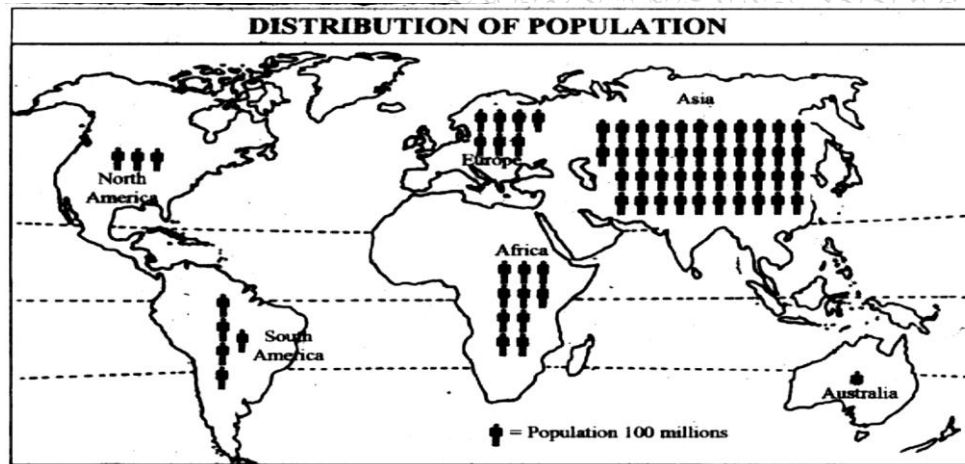 DISTRIBUTION OF POPULATION
Asia
Europe
North
America
Africa
South
America
Australia
= Population 100 millions